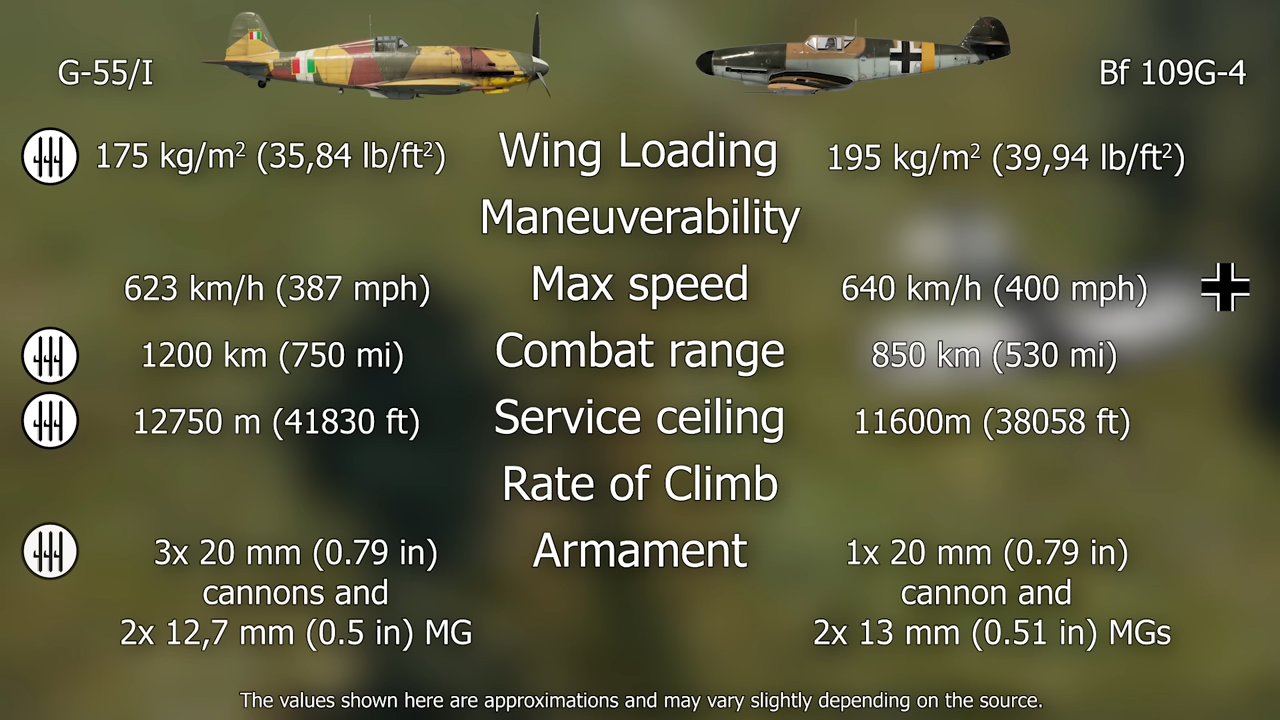 G-55/I
Bf 109G-4
175 kg/m² (35,84 lb/ft²) Wing Loading 195 kg/m² (39,94 lb/ft²)
Maneuverability
623 km/h (387 mph) Max speed 640 km/h (400 mph)
1200 km (750 mi) Combat range 850 km (530 mi)
12750 m (41830 ft) Service ceiling 11600m (38058 ft)
Rate of Climb
3x 20 mm (0.79 in) Armament 1x 20 mm (0.79 in)
cannons and cannon and
2x 12,7 mm (0.5 in) MG 2x 13 mm (0.51 in) MGs
The values shown here are approximations and may vary slightly depending on the source.